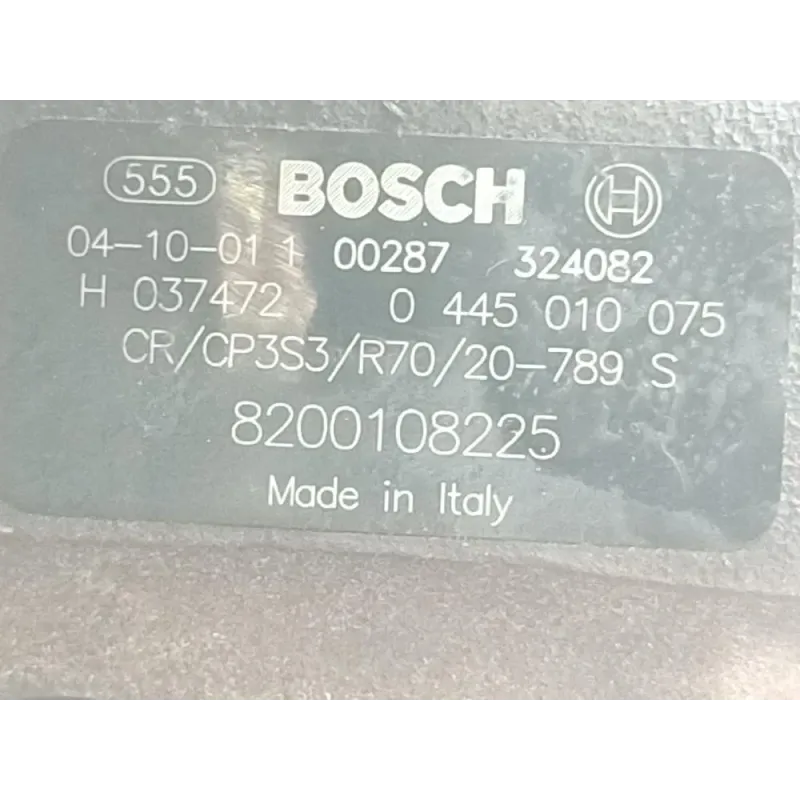 555 BOSCH
04-10-01 1 00287 324082
H 037472 0 445 010 075
CR/CP3S3/R70/20-789 S
8200108225
Made in Italy